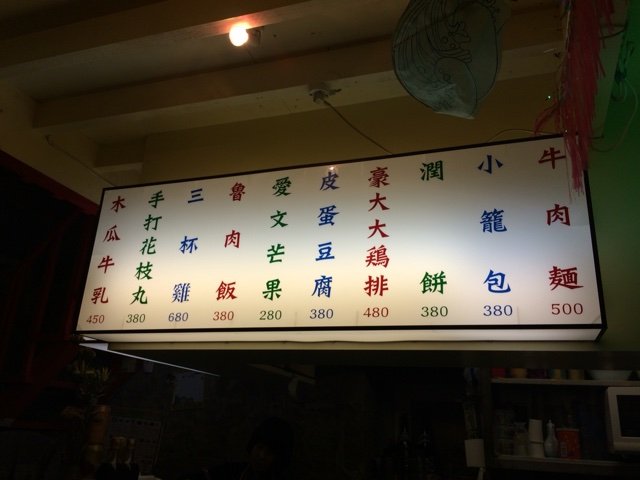 牛肉麺 500
小籠包 380
潤餅 380
豪大大鶏排 480
皮蛋豆腐 380
愛文芒果 280
魯肉飯 380
三杯雞 680
手打花枝丸 380
木瓜牛乳 450